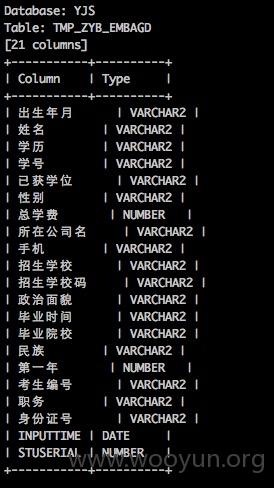 Database: YJS
Table: TMP_ZYB_EMBAGD
[21 columns]
+-----------+----------+
| Column | Type |
+-----------+----------+
| 出生年月 | VARCHAR2 |
| 姓名 | VARCHAR2 |
| 学历 | VARCHAR2 |
| 学号 | VARCHAR2 |
| 已获学位 | VARCHAR2 |
| 性别 | VARCHAR2 |
| 总学费 | NUMBER |
| 所在公司名 | VARCHAR2 |
| 手机 | VARCHAR2 |
| 招生学校 | VARCHAR2 |
| 招生学校码 | VARCHAR2 |
| 政治面貌 | VARCHAR2 |
| 毕业时间 | VARCHAR2 |
| 毕业院校 | VARCHAR2 |
| 民族 | VARCHAR2 |
| 第一年 | NUMBER |
| 考生编号 | VARCHAR2 |
| 职务 | VARCHAR2 |
| 身份证号 | VARCHAR2 |
| INPUTTIME | DATE |
| STUSERIAL | NUMBER |
+-----------+----------+
www.wooyun.org